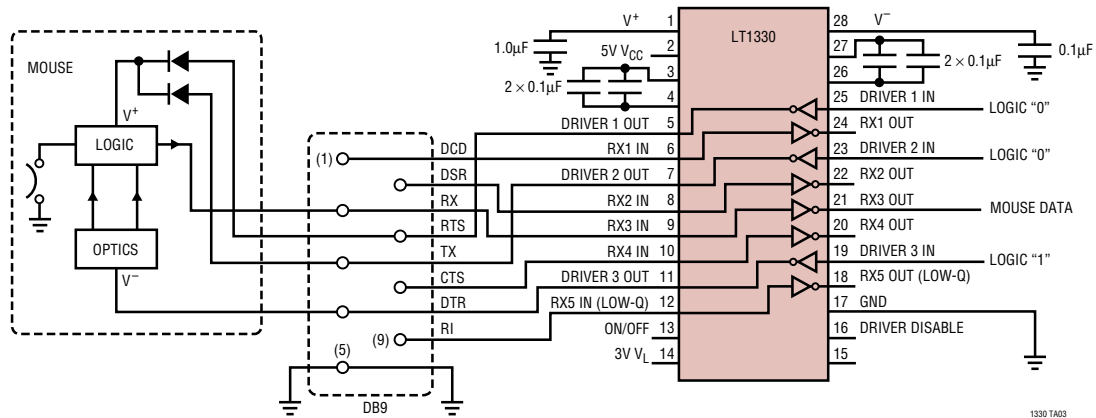 MOUSE
V+
LOGIC
OPTICS
V−
(1)
DCD
DSR
RX
RTS
TX
CTS
DTR
(9)
RI
(5)
DB9
1.0µF
V+
1
5V VCC
2
2 × 0.1µF
3
4
DRIVER 1 OUT
5
RX1 IN
6
DRIVER 2 OUT
7
RX2 IN
8
RX3 IN
9
RX4 IN
10
DRIVER 3 OUT
11
RX5 IN (LOW-Q)
12
ON/OFF
13
3V VL
14
LT1330
28
V−
0.1µF
27
2 × 0.1µF
26
25
DRIVER 1 IN
LOGIC “0”
24
RX1 OUT
23
DRIVER 2 IN
LOGIC “0”
22
RX2 OUT
21
RX3 OUT
MOUSE DATA
20
RX4 OUT
19
DRIVER 3 IN
LOGIC “1”
18
RX5 OUT (LOW-Q)
17
GND
16
DRIVER DISABLE
15
1330 TA03